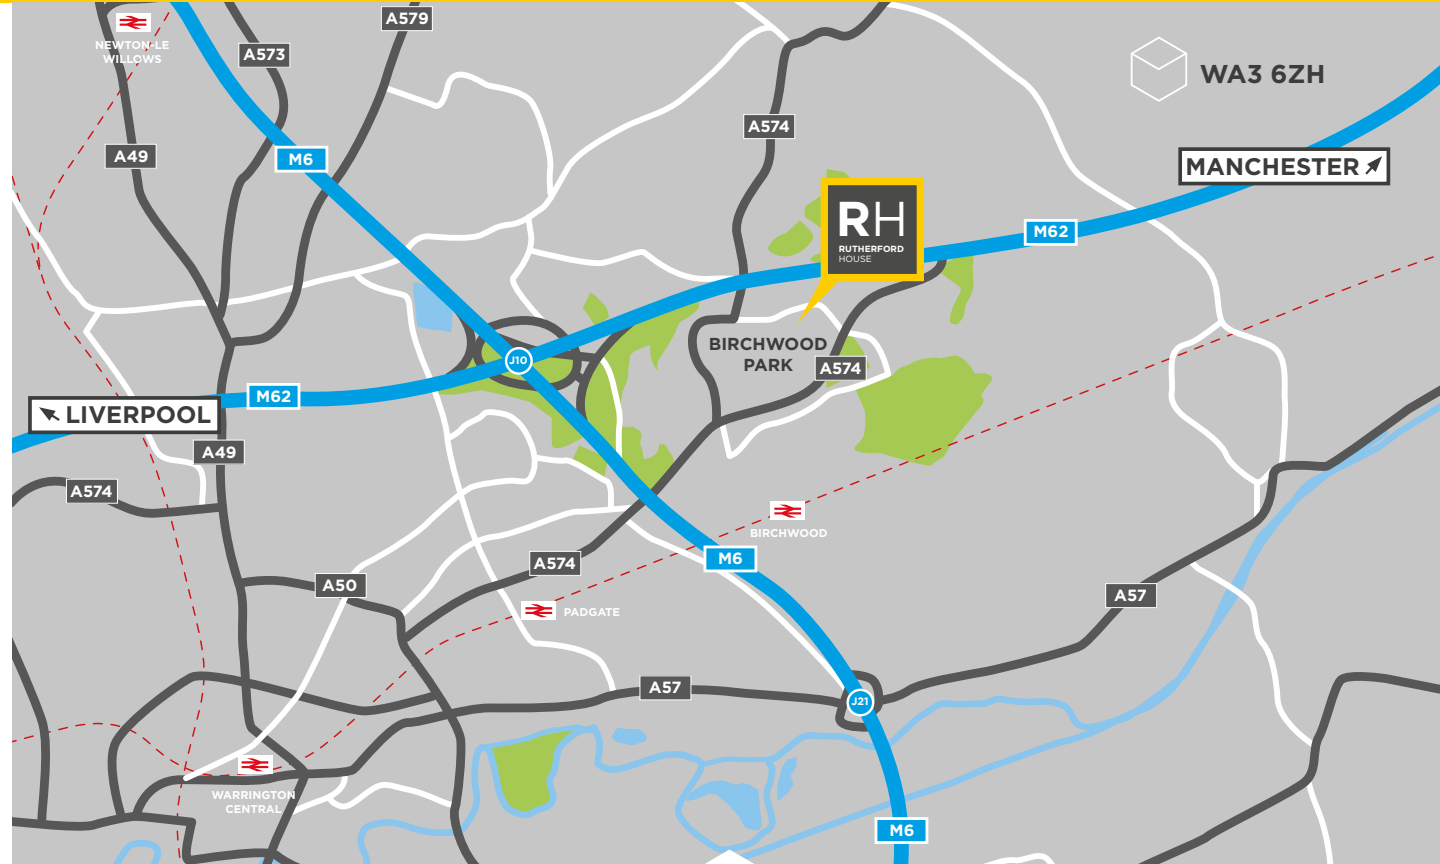 A579
NEWTON-LE
WILLOWS
A573
WA3 6ZH
A574
A49
M6
MANCHESTER
RH
RUTHERFORD
HOUSE
M62
BIRCHWOOD
PARK
J10
A574
M62
LIVERPOOL
A49
A574
BIRCHWOOD
M6
A574
A50
A57
PADGATE
A57
J21
WARRINGTON
CENTRAL
M6